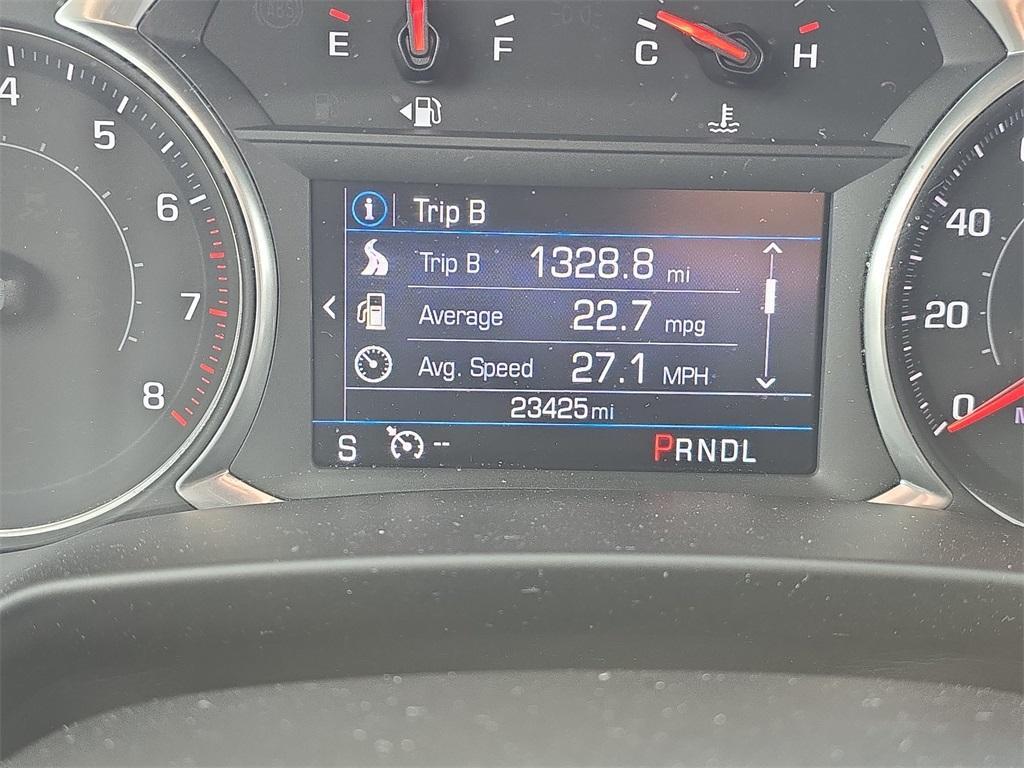 E F C H
4
5
6
7
8
Trip B
Trip B 1328.8 mi
Average 22.7 mpg
Avg. Speed 27.1 MPH
23425 mi
S -- PRNDL
40
20
0